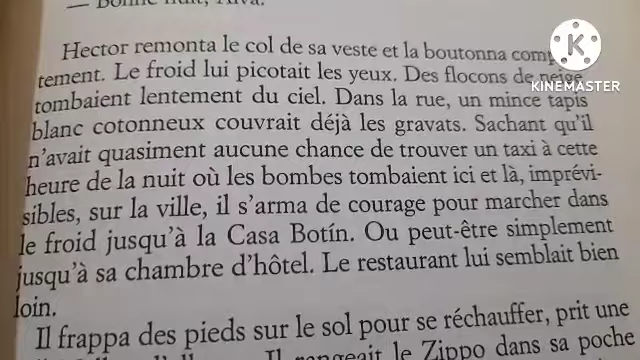 — Bonne nuit, Alva.
Hector remonta le col de sa veste et la boutonna
tement. Le froid lui picotait les yeux. Des flocons de neige
tombaient lentement du ciel. Dans la rue, un mince tapis
blanc cotonneux couvrait déjà les gravats. Sachant qu'il
n'avait quasiment aucune chance de trouver un taxi à cette
heure de la nuit où les bombes tombaient ici et là, imprévi-
sibles, sur la ville, il s'arma de courage pour marcher dans
le froid jusqu'à la Casa Botín. Ou peut-être simplement
jusqu'à sa chambre d'hôtel. Le restaurant lui semblait bien
loin.
Il frappa des pieds sur le sol pour se réchauffer, prit une
Il rangeait le Zippo dans sa poche
K
KINEMASTER